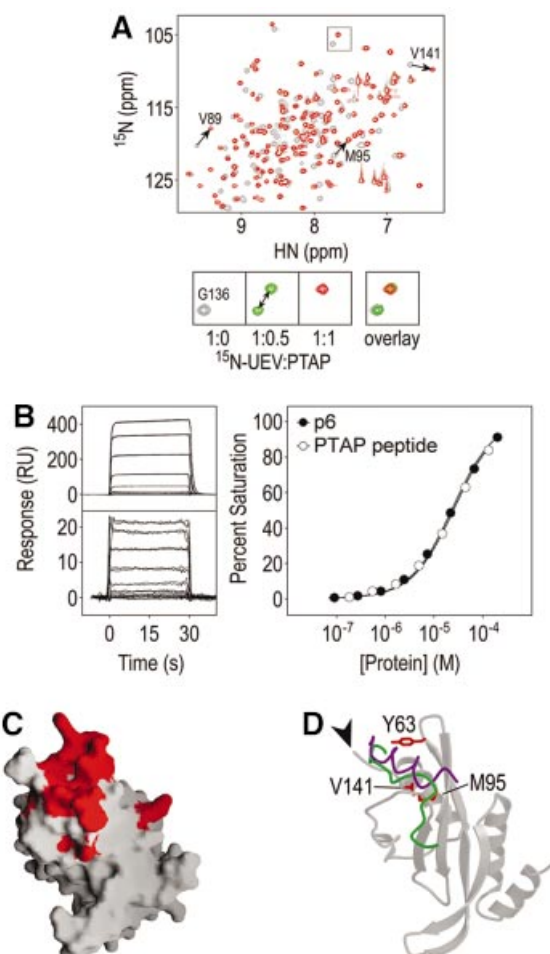 A
105
115
125
¹⁵N (ppm)
V141
V89
M95
9 8 7
HN (ppm)
G136
1:0 1:0.5 1:1 overlay
¹⁵N-UEV:PTAP
B
400
200
0
20
10
0
Response (RU)
0 15 30
Time (s)
100
80
60
40
20
0
Percent Saturation
p6
PTAP peptide
10⁻⁷ 10⁻⁶ 10⁻⁵ 10⁻⁴
[Protein] (M)
C
D
Y63
V141
M95